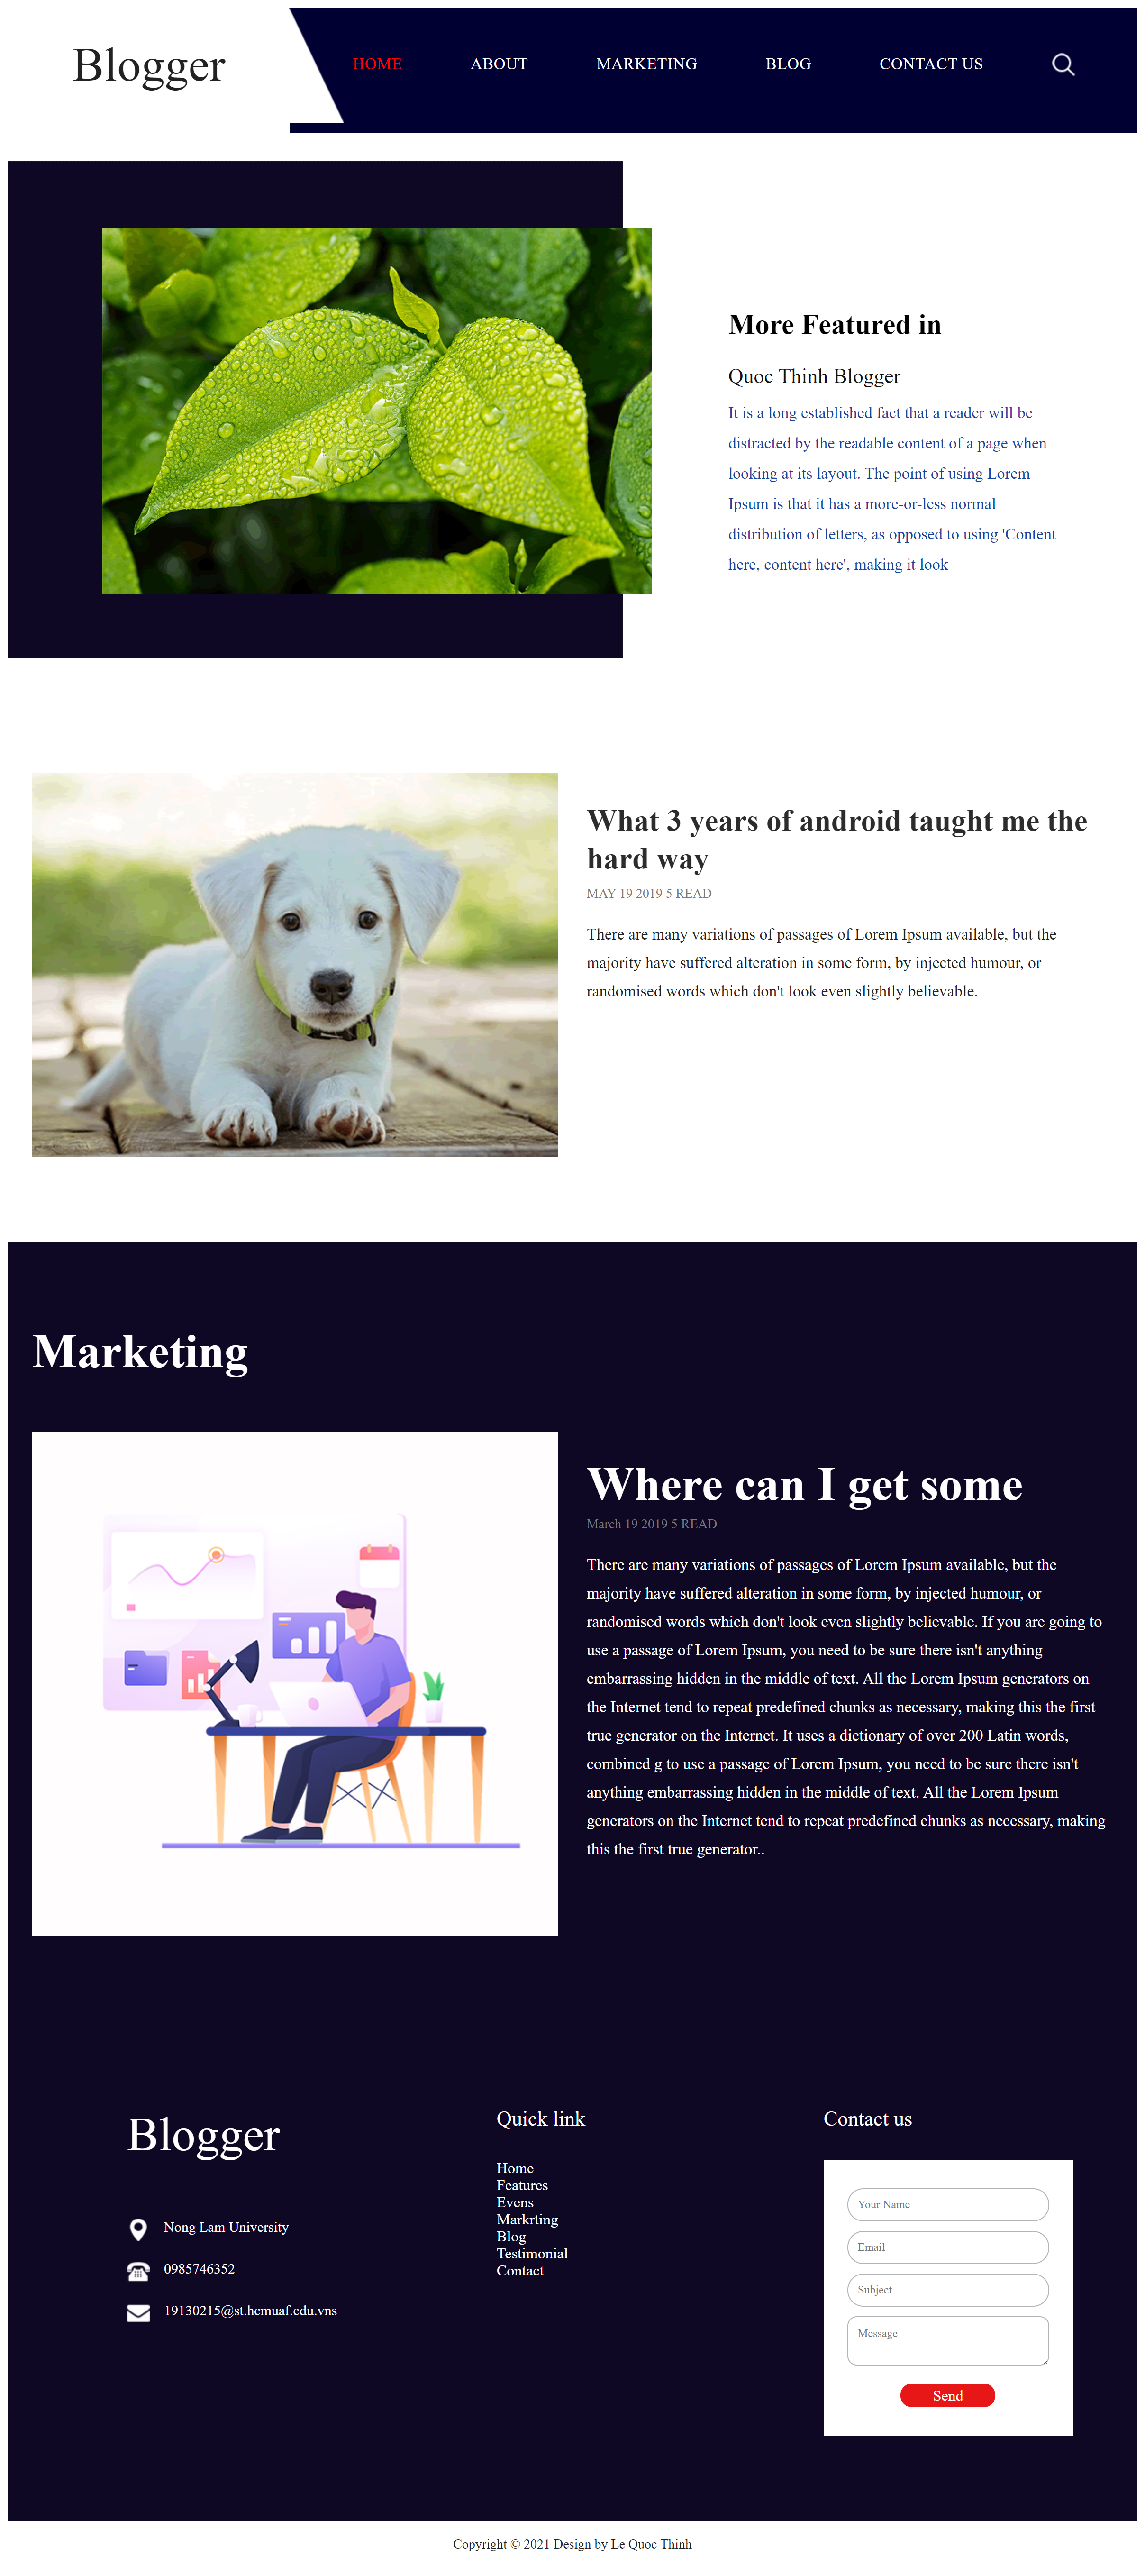 Blogger
HOME
ABOUT
MARKETING
BLOG
CONTACT US
More Featured in
Quoc Thinh Blogger
It is a long established fact that a reader will be
distracted by the readable content of a page when
looking at its layout. The point of using Lorem
Ipsum is that it has a more-or-less normal
distribution of letters, as opposed to using 'Content
here, content here', making it look
What 3 years of android taught me the
hard way
MAY 19 2019 5 READ
There are many variations of passages of Lorem Ipsum available, but the
majority have suffered alteration in some form, by injected humour, or
randomised words which don't look even slightly believable.
Marketing
Where can I get some
March 19 2019 5 READ
There are many variations of passages of Lorem Ipsum available, but the
majority have suffered alteration in some form, by injected humour, or
randomised words which don't look even slightly believable. If you are going to
use a passage of Lorem Ipsum, you need to be sure there isn't anything
embarrassing hidden in the middle of text. All the Lorem Ipsum generators on
the Internet tend to repeat predefined chunks as necessary, making this the first
true generator on the Internet. It uses a dictionary of over 200 Latin words,
combined g to use a passage of Lorem Ipsum, you need to be sure there isn't
anything embarrassing hidden in the middle of text. All the Lorem Ipsum
generators on the Internet tend to repeat predefined chunks as necessary, making
this the first true generator..
Blogger
Nong Lam University
0985746352
19130215@st.hcmuaf.edu.vns
Quick link
Home
Features
Evens
Markrting
Blog
Testimonial
Contact
Contact us
Your Name
Email
Subject
Message
Send
Copyright © 2021 Design by Le Quoc Thinh